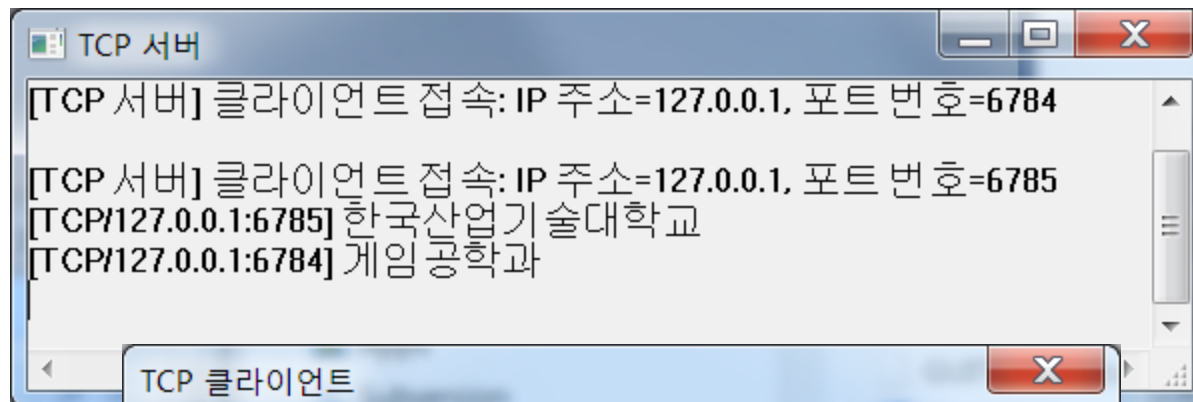 TCP 서버
[TCP 서버] 클라이언트 접속: IP 주소=127.0.0.1, 포트 번호=6784
[TCP 서버] 클라이언트 접속: IP 주소=127.0.0.1, 포트 번호=6785
[TCP/127.0.0.1:6785] 한국산업기술대학교
[TCP/127.0.0.1:6784] 게임공학과
TCP 클라이언트